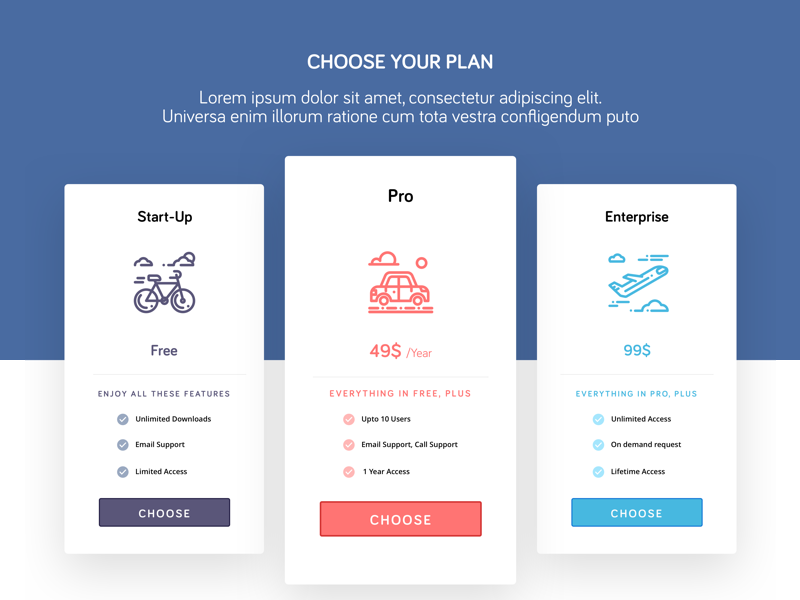 CHOOSE YOUR PLAN
Lorem ipsum dolor sit amet, consectetur adipiscing elit.
Universa enim illorum ratione cum tota vestra confligendum puto
Start-Up
Free
ENJOY ALL THESE FEATURES
Unlimited Downloads
Email Support
Limited Access
CHOOSE
Pro
49$ /Year
EVERYTHING IN FREE, PLUS
Upto 10 Users
Email Support, Call Support
1 Year Access
CHOOSE
Enterprise
99$
EVERYTHING IN PRO, PLUS
Unlimited Access
On demand request
Lifetime Access
CHOOSE